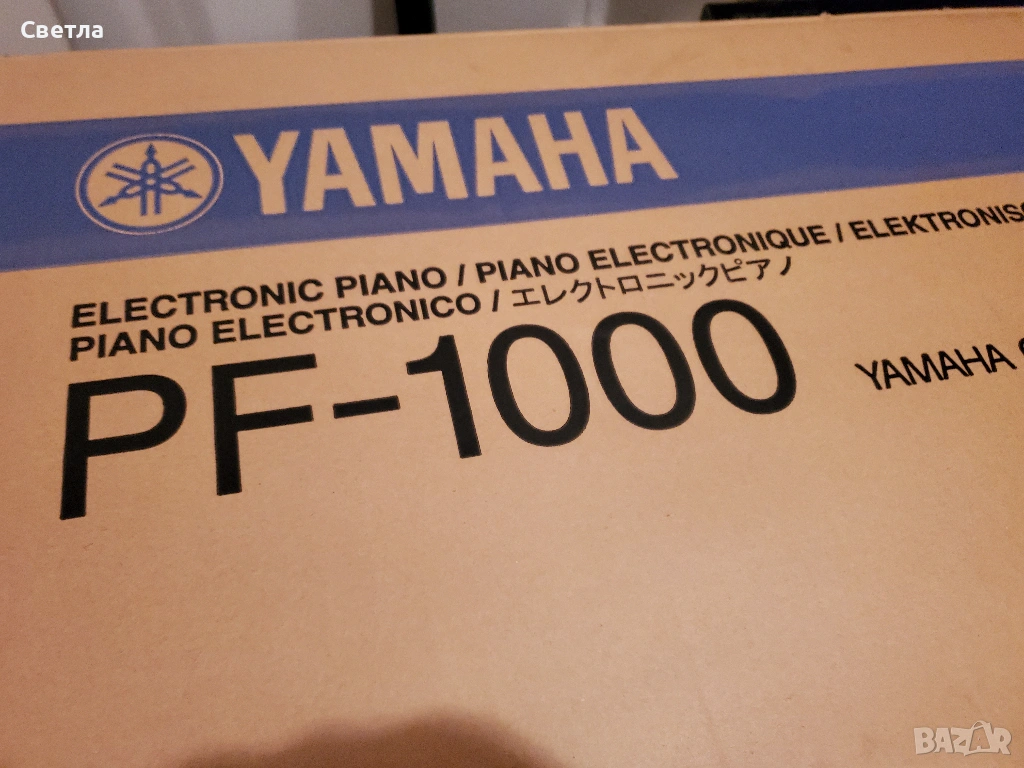 Светла
YAMAHA
ELECTRONIC PIANO / PIANO ELECTRONIQUE /
PIANO ELECTRONICO / エレクトロニックピアノ
PF-1000
YAMAHA
BAZAR